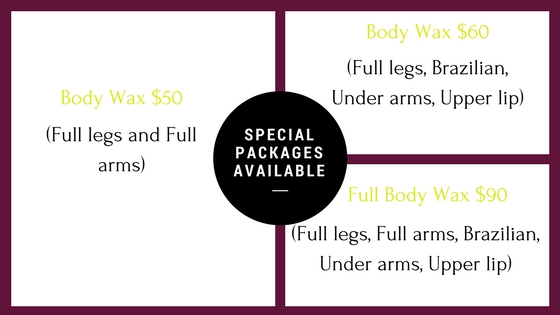 Body Wax $50
(Full legs and Full
arms)
SPECIAL
PACKAGES
AVAILABLE
Body Wax $60
(Full legs, Brazilian,
Under arms, Upper lip)
Full Body Wax $90
(Full legs, Full arms, Brazilian,
Under arms, Upper lip)